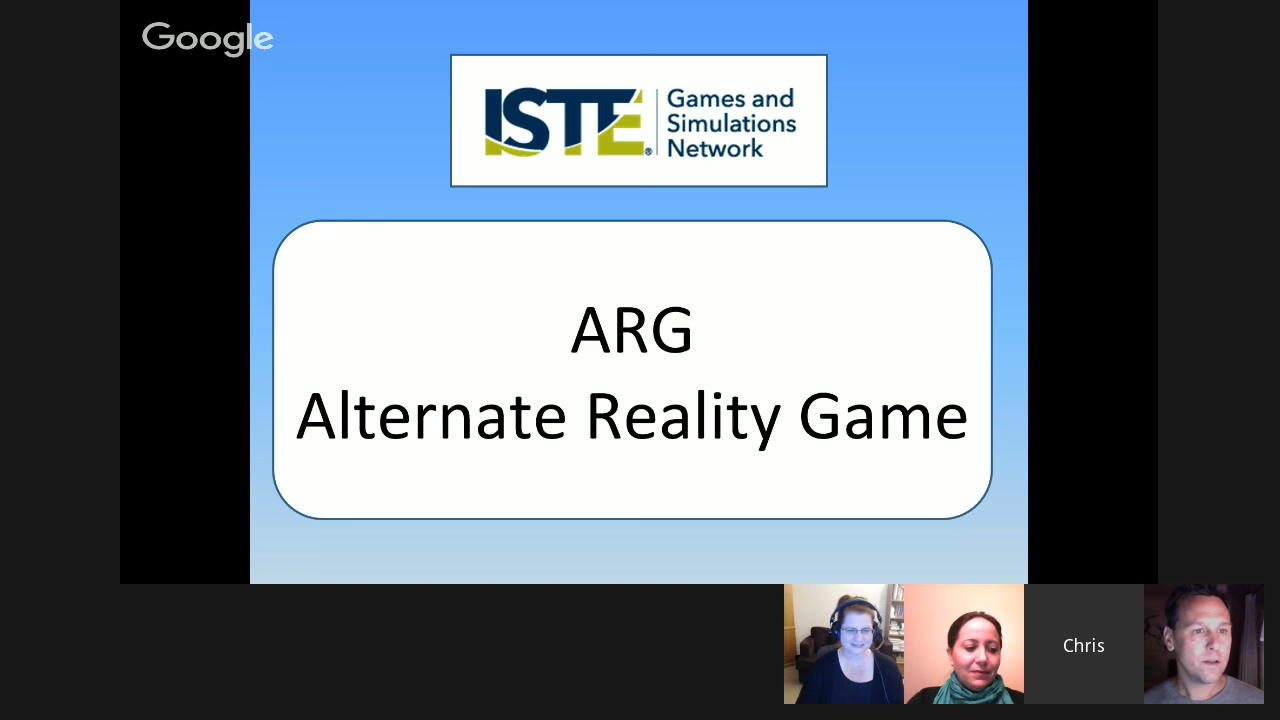 Google
ISTE®
Games and
Simulations
Network
ARG
Alternate Reality Game
Chris